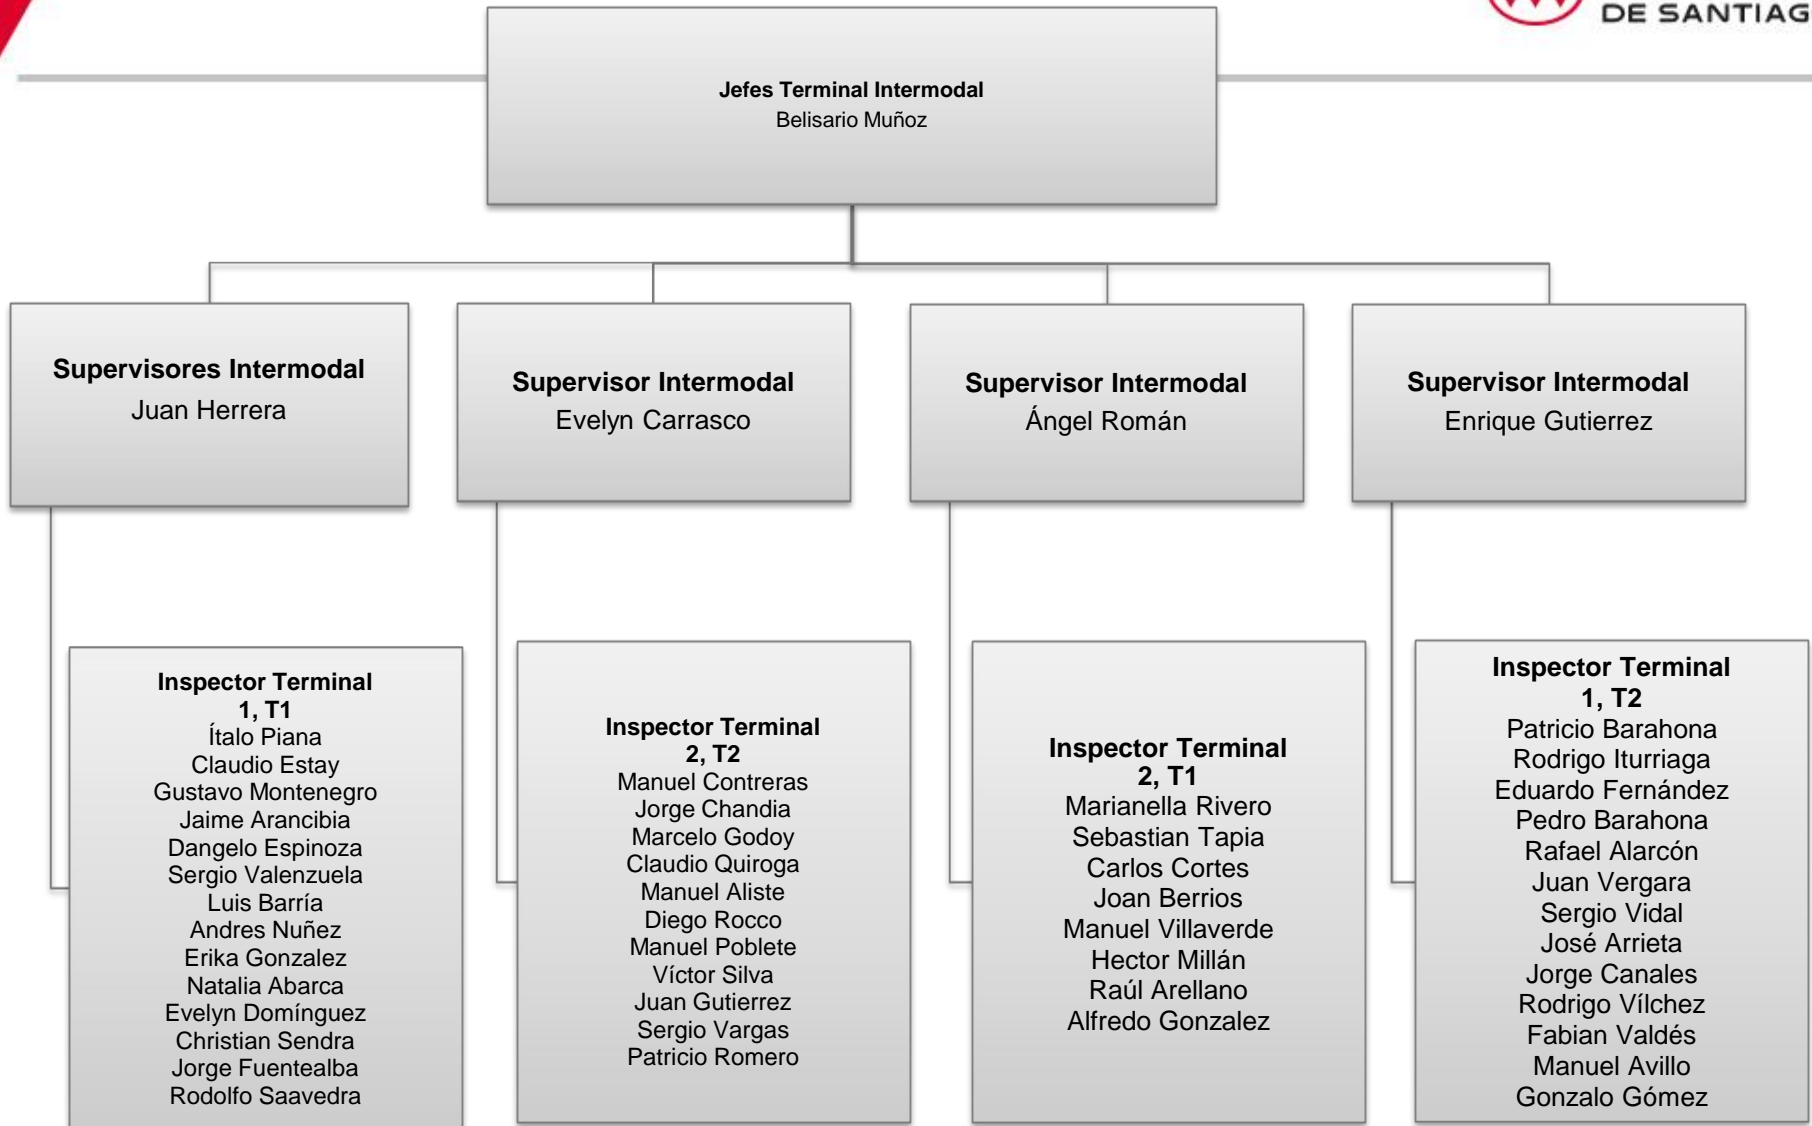 DE SANTIAG
Jefes Terminal Intermodal
Belisario Muñoz
Supervisores Intermodal
Juan Herrera
Supervisor Intermodal
Evelyn Carrasco
Supervisor Intermodal
Ángel Román
Supervisor Intermodal
Enrique Gutierrez
Inspector Terminal
1, T1
Ítalo Piana
Claudio Estay
Gustavo Montenegro
Jaime Arancibia
Dangelo Espinoza
Sergio Valenzuela
Luis Barría
Andres Nuñez
Erika Gonzalez
Natalia Abarca
Evelyn Domínguez
Christian Sendra
Jorge Fuentealba
Rodolfo Saavedra
Inspector Terminal
2, T2
Manuel Contreras
Jorge Chandia
Marcelo Godoy
Claudio Quiroga
Manuel Aliste
Diego Rocco
Manuel Poblete
Víctor Silva
Juan Gutierrez
Sergio Vargas
Patricio Romero
Inspector Terminal
2, T1
Marianella Rivero
Sebastian Tapia
Carlos Cortes
Joan Berrios
Manuel Villaverde
Hector Millán
Raúl Arellano
Alfredo Gonzalez
Inspector Terminal
1, T2
Patricio Barahona
Rodrigo Iturriaga
Eduardo Fernández
Pedro Barahona
Rafael Alarcón
Juan Vergara
Sergio Vidal
José Arrieta
Jorge Canales
Rodrigo Vílchez
Fabian Valdés
Manuel Avillo
Gonzalo Gómez